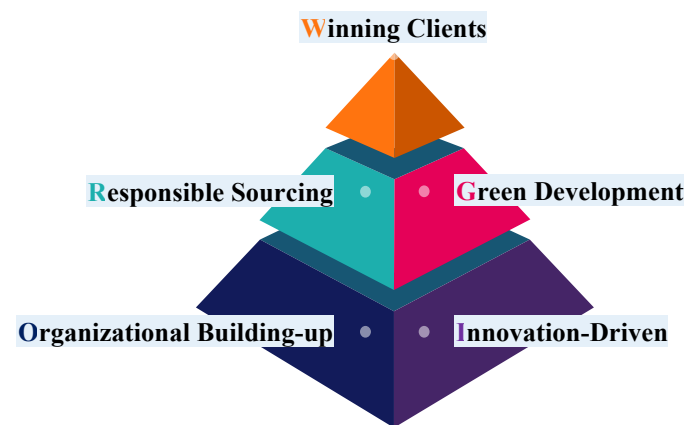 Winning Clients
Responsible Sourcing
Green Development
Organizational Building-up
Innovation-Driven